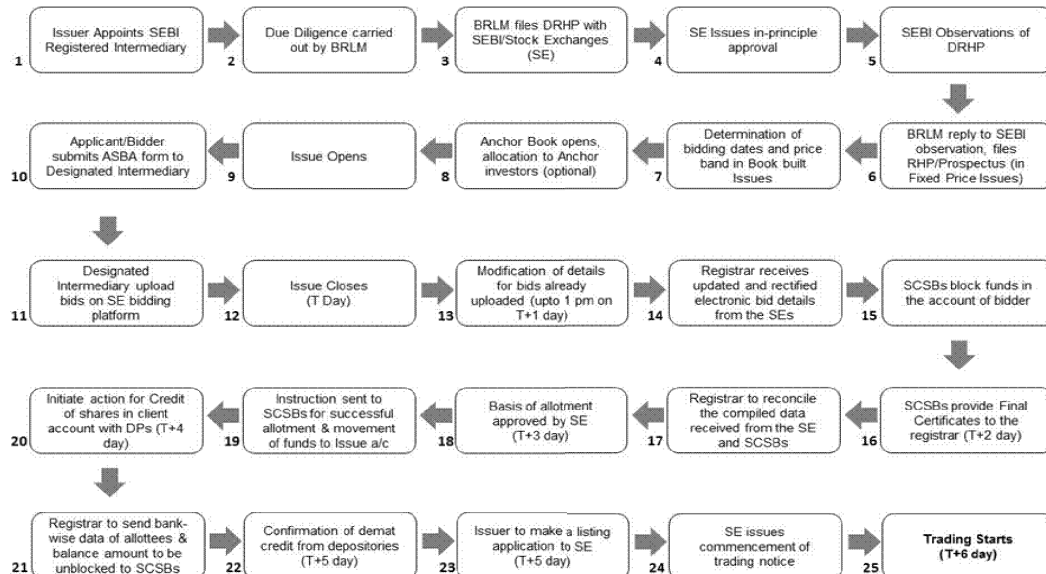 Issuer Appoints SEBI
Registered Intermediary
1
Due Diligence carried
out by BRLM
2
BRLM files DRHP with
SEBI/Stock Exchanges
(SE)
3
SE Issues in-principle
approval
4
SEBI Observations of
DRHP
5
BRLM reply to SEBI
observation, files
RHP/Prospectus (in
Fixed Price Issues)
6
Determination of
bidding dates and price
band in Book built
Issues
7
Anchor Book opens,
allocation to Anchor
investors (optional)
8
Issue Opens
9
Applicant/Bidder
submits ASBA form to
Designated Intermediary
10
Designated
Intermediary upload
bids on SE bidding
platform
11
Issue Closes
(T Day)
12
Modification of details
for bids already
uploaded (upto 1 pm on
T+1 day)
13
Registrar receives
updated and rectified
electronic bid details
from the SEs
14
SCSBs block funds in
the account of bidder
15
SCSBs provide Final
Certificates to the
registrar (T+2 day)
16
Registrar to reconcile
the compiled data
received from the SE
and SCSBs
17
Basis of allotment
approved by SE
(T+3 day)
18
Instruction sent to
SCSBs for successful
allotment & movement
of funds to Issue a/c
19
Initiate action for Credit
of shares in client
account with DPs (T+4
day)
20
Registrar to send bank-
wise data of allottees &
balance amount to be
unblocked to SCSBs
21
Confirmation of demat
credit from depositories
(T+5 day)
22
Issuer to make a listing
application to SE
(T+5 day)
23
SE issues
commencement of
trading notice
24
Trading Starts
(T+6 day)
25